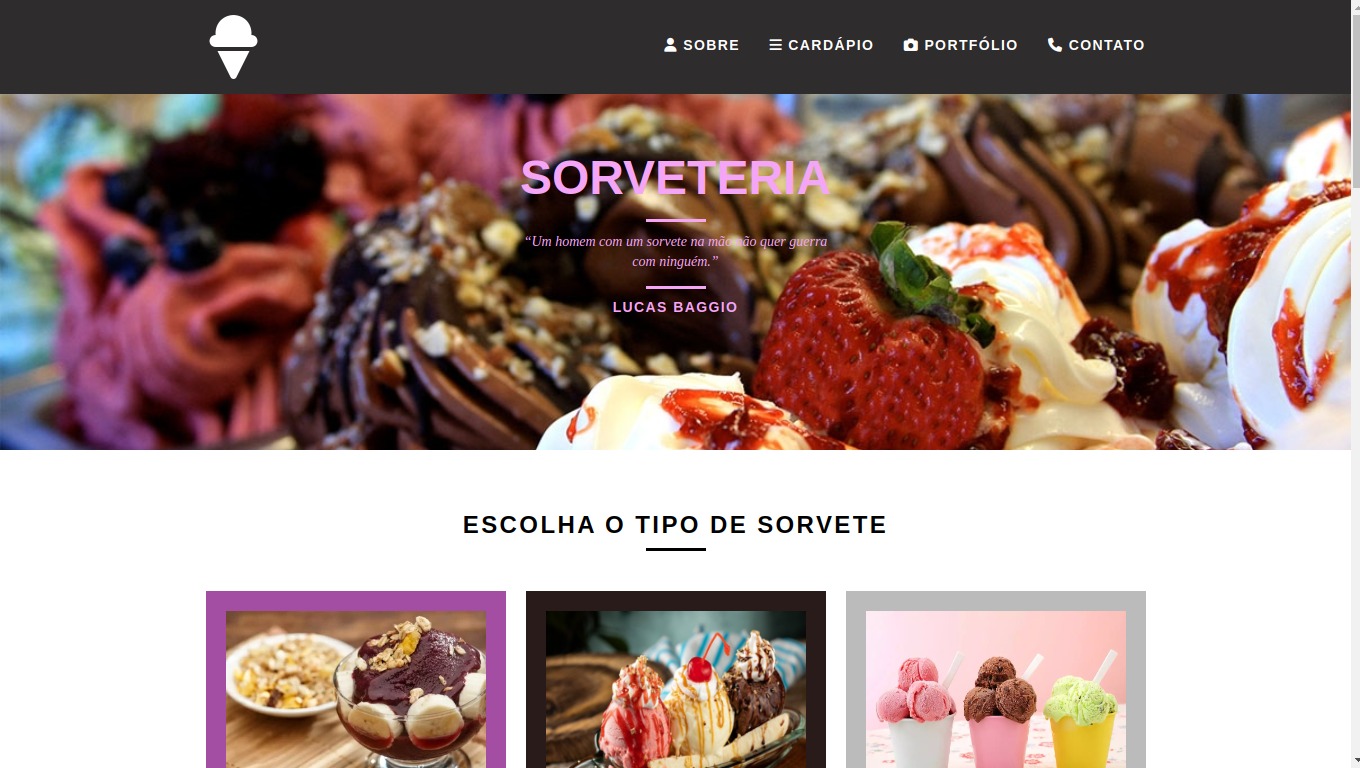 SOBRE
CARDÁPIO
PORTFÓLIO
CONTATO
SORVETERIA
“Um homem com um sorvete na mão não quer guerra
com ninguém.”
LUCAS BAGGIO
ESCOLHA O TIPO DE SORVETE